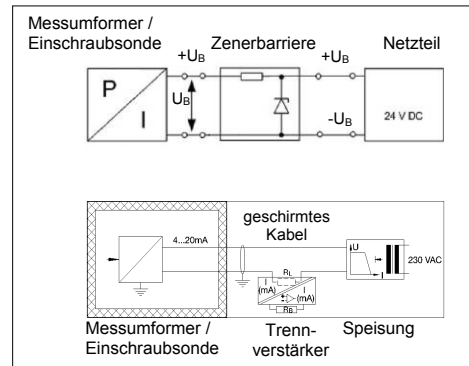 Messumformer /
Einschraubsonde
Zenerbarriere
Netzteil
+UB
+UB
P
I
UB
24 V DC
-UB
geschirmtes
Kabel
4...20mA
U
I
230 VAC
RL
I
(mA)
I
(mA)
RB
Messumformer /
Einschraubsonde
Trenn-
verstärker
Speisung